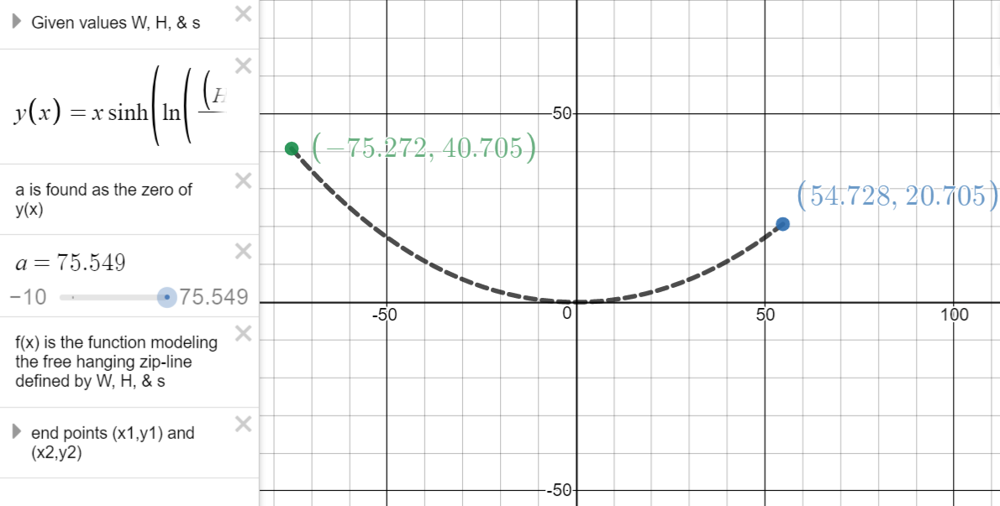 Given values W, H, & s
y(x) = x sinh(ln((H
a is found as the zero of
y(x)
a = 75.549
−10
75.549
f(x) is the function modeling
the free hanging zip-line
defined by W, H, & s
end points (x1,y1) and
(x2,y2)
50
(−75.272, 40.705)
(54.728, 20.705)
-50
0
50
100
-50